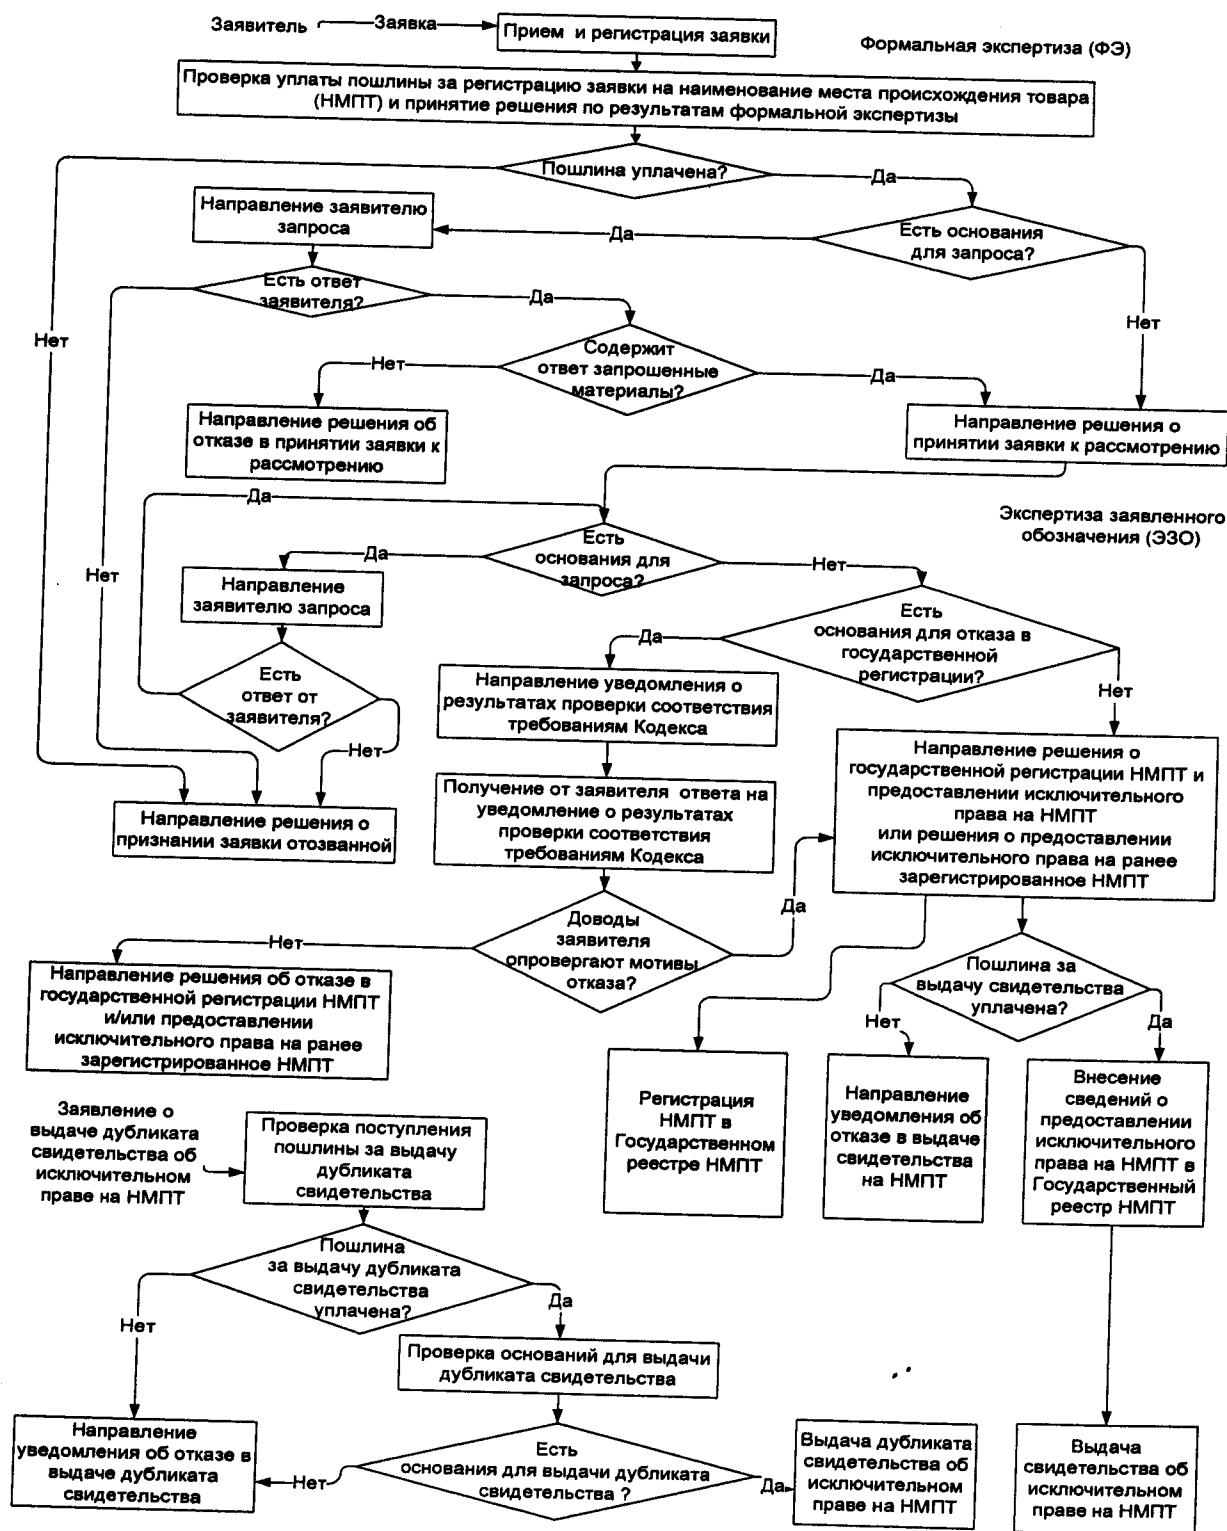 Заявитель
Заявка
Прием и регистрация заявки
Формальная экспертиза (ФЭ)
Проверка уплаты пошлины за регистрацию заявки на наименование места происхождения товара
(НМПТ) и принятие решения по результатам формальной экспертизы
Пошлина уплачена?
Да
Направление заявителю
запроса
Да
Есть основания
для запроса?
Есть ответ
заявителя?
Да
Нет
Нет
Содержит
ответ запрошенные
материалы?
Нет
Да
Направление решения об
отказе в принятии заявки к
рассмотрению
Направление решения о
принятии заявки к рассмотрению
Да
Экспертиза заявленного
обозначения (ЭЗО)
Есть
основания для
запроса?
Да
Нет
Нет
Направление
заявителю запроса
Есть
основания для отказа в
государственной
регистрации?
Да
Нет
Есть
ответ от
заявителя?
Нет
Направление уведомления о
результатах проверки соответствия
требованиям Кодекса
Направление решения о
государственной регистрации НМПТ и
предоставлении исключительного
права на НМПТ
или решения о предоставлении
исключительного права на ранее
зарегистрированное НМПТ
Получение от заявителя ответа на
уведомление о результатах
проверки соответствия
требованиям Кодекса
Направление решения о
признании заявки отозванной
Да
Доводы
заявителя
опровергают мотивы
отказа?
Нет
Направление решения об отказе в
государственной регистрации НМПТ
и/или предоставлении
исключительного права на ранее
зарегистрированное НМПТ
Пошлина за
выдачу свидетельства
уплачена?
Нет
Да
Регистрация
НМПТ в
Государственном
реестре НМПТ
Направление
уведомления об
отказе в выдаче
свидетельства
на НМПТ
Внесение
сведений о
предоставлении
исключительного
права на НМПТ в
Государственный
реестр НМПТ
Заявление о
выдаче дубликата
свидетельства об
исключительном
праве на НМПТ
Проверка поступления
пошлины за выдачу
дубликата
свидетельства
Пошлина
за выдачу дубликата
свидетельства
уплачена?
Нет
Да
Проверка оснований для выдачи
дубликата свидетельства
Направление
уведомления об отказе в
выдаче дубликата
свидетельства
Нет
Есть
основания для выдачи дубликата
свидетельства ?
Да
Выдача дубликата
свидетельства об
исключительном
праве на НМПТ
Выдача
свидетельства об
исключительном
праве на НМПТ